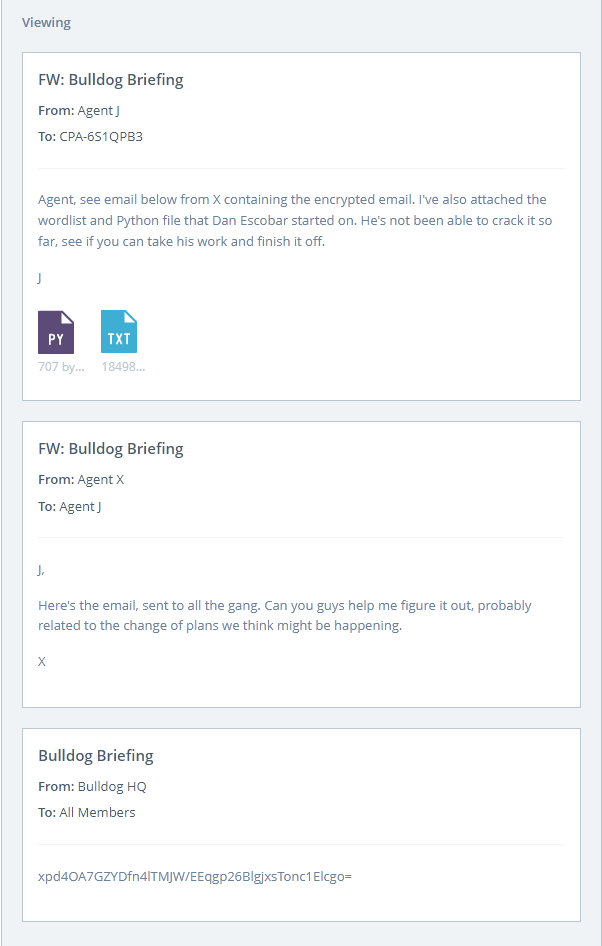 Viewing
FW: Bulldog Briefing
From: Agent J
To: CPA-6S1QPB3
Agent, see email below from X containing the encrypted email. I've also attached the
wordlist and Python file that Dan Escobar started on. He's not been able to crack it so
far, see if you can take his work and finish it off.
J
PY
TXT
707 by...
18498...
FW: Bulldog Briefing
From: Agent X
To: Agent J
J,
Here's the email, sent to all the gang. Can you guys help me figure it out, probably
related to the change of plans we think might be happening.
X
Bulldog Briefing
From: Bulldog HQ
To: All Members
xpd4OA7GZYDfn4lTMJW/EEqgp26BlgjxsTonc1Elcgo=